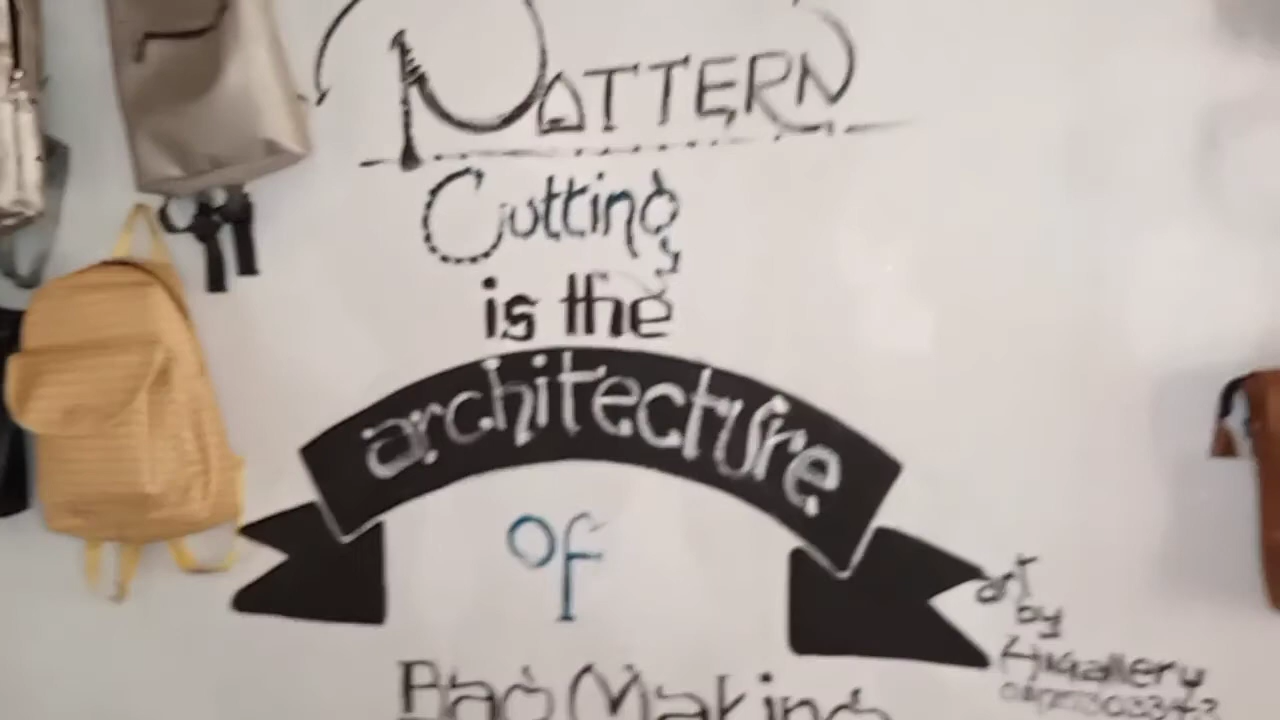 PaTTERN
Cutting
is the
architecture
of
Bag Making
art
by